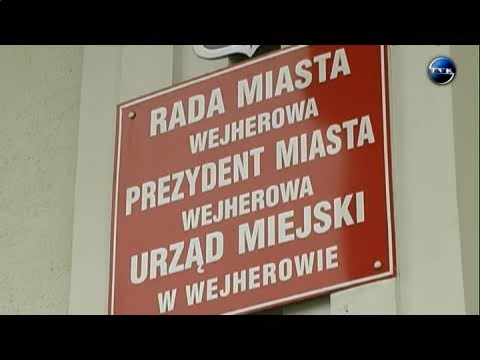 RADA MIASTA
WEJHEROWA
PREZYDENT MIASTA
WEJHEROWA
URZĄD MIEJSKI
W WEJHEROWIE